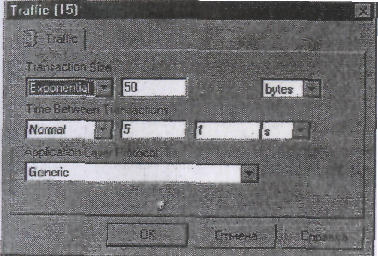 Traffic [15]
Traffic
Transaction Size
Exponential 50 bytes
Time Between Transactions
Normal 5 1 s
Application Layer Protocol
Generic
OK Отмена Справка